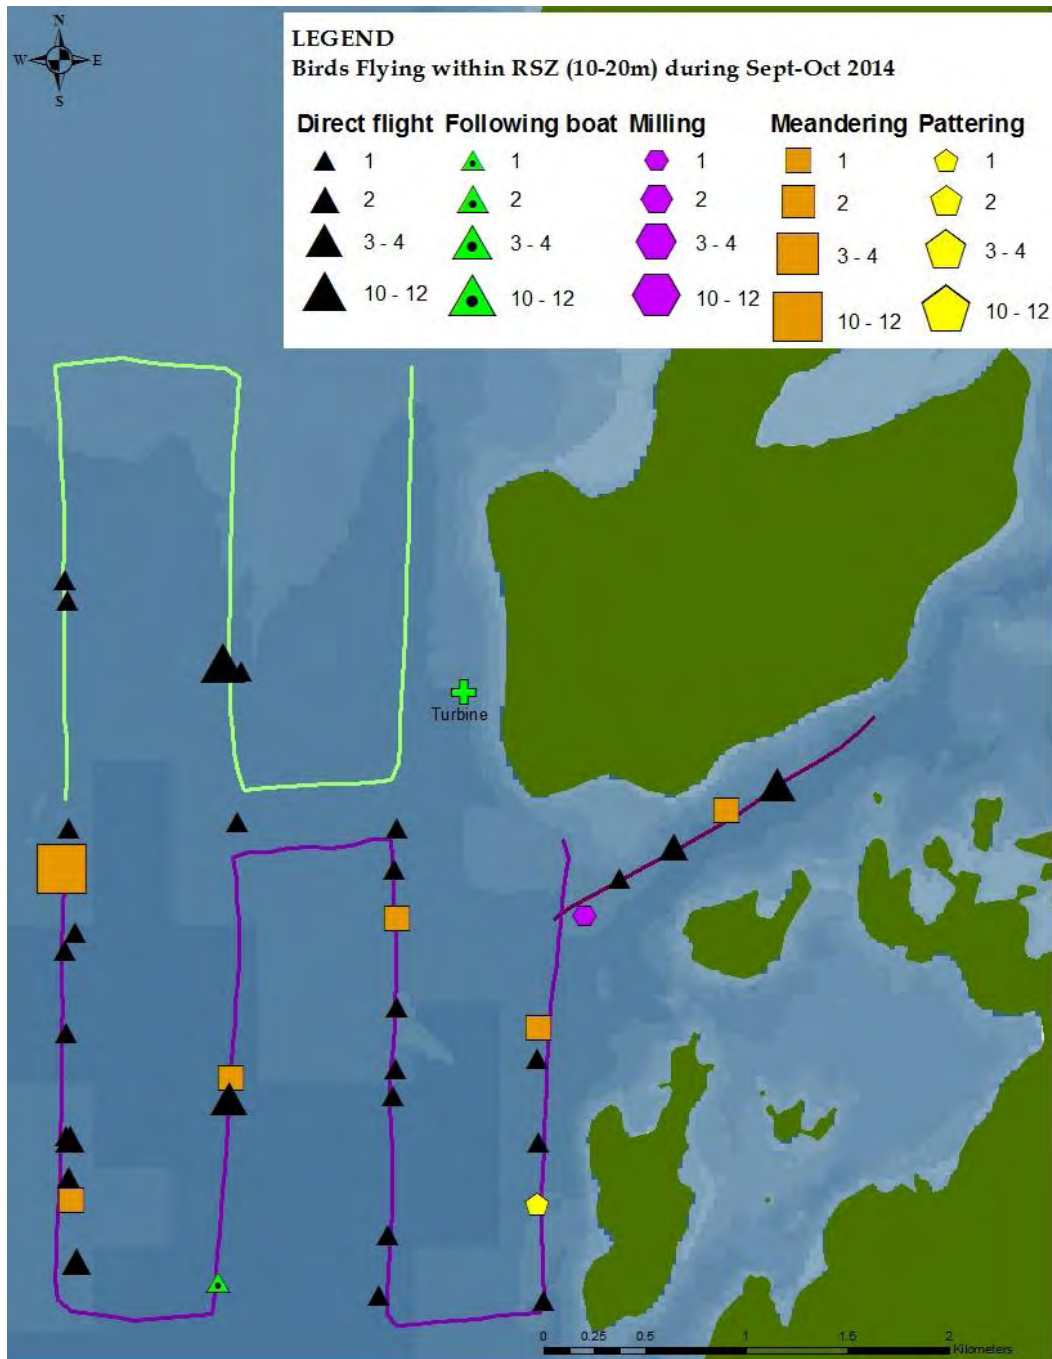 N
W E
S
LEGEND
Birds Flying within RSZ (10-20m) during Sept-Oct 2014
Direct flight Following boat Milling Meandering Pattering
1 1 1 1 1
2 2 2 2 2
3 - 4 3 - 4 3 - 4 3 - 4 3 - 4
10 - 12 10 - 12 10 - 12 10 - 12 10 - 12
Turbine
0 0.25 0.5 1 1.5 2
Kilometers